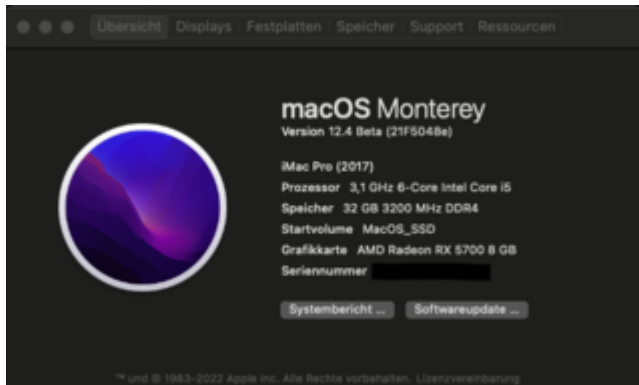 Übersicht Displays Festplatten Speicher Support Ressourcen
macOS Monterey
Version 12.4 Beta (21F5048e)
iMac Pro (2017)
Prozessor 3,1 GHz 6-Core Intel Core i5
Speicher 32 GB 3200 MHz DDR4
Startvolume MacOS_SSD
Grafikkarte AMD Radeon RX 5700 8 GB
Seriennummer
Systembericht ... Softwareupdate ...
™ und © 1983-2022 Apple Inc. Alle Rechte vorbehalten. Lizenzvereinbarung